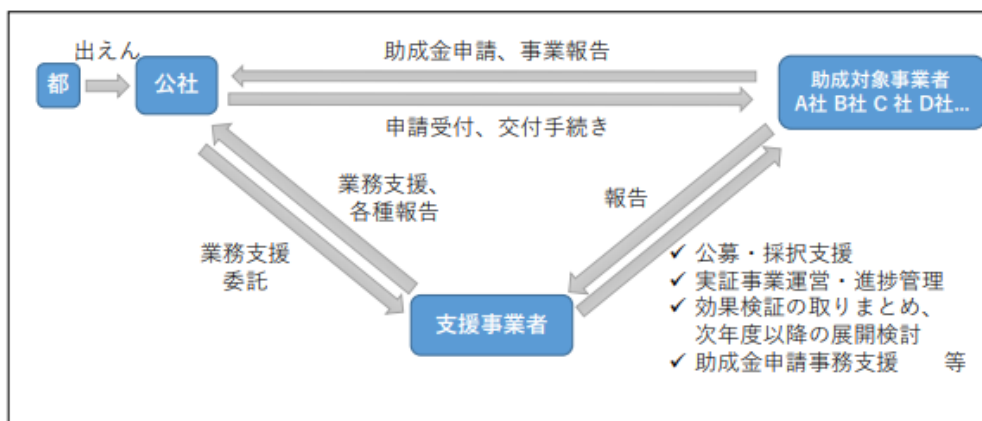 出えん
都
公社
助成金申請、事業報告
申請受付、交付手続き
助成対象事業者
A社 B社 C 社 D社...
業務支援、
各種報告
業務支援
委託
報告
支援事業者
✓ 公募・採択支援
✓ 実証事業運営・進捗管理
✓ 効果検証の取りまとめ、
次年度以降の展開検討
✓ 助成金申請事務支援　　等